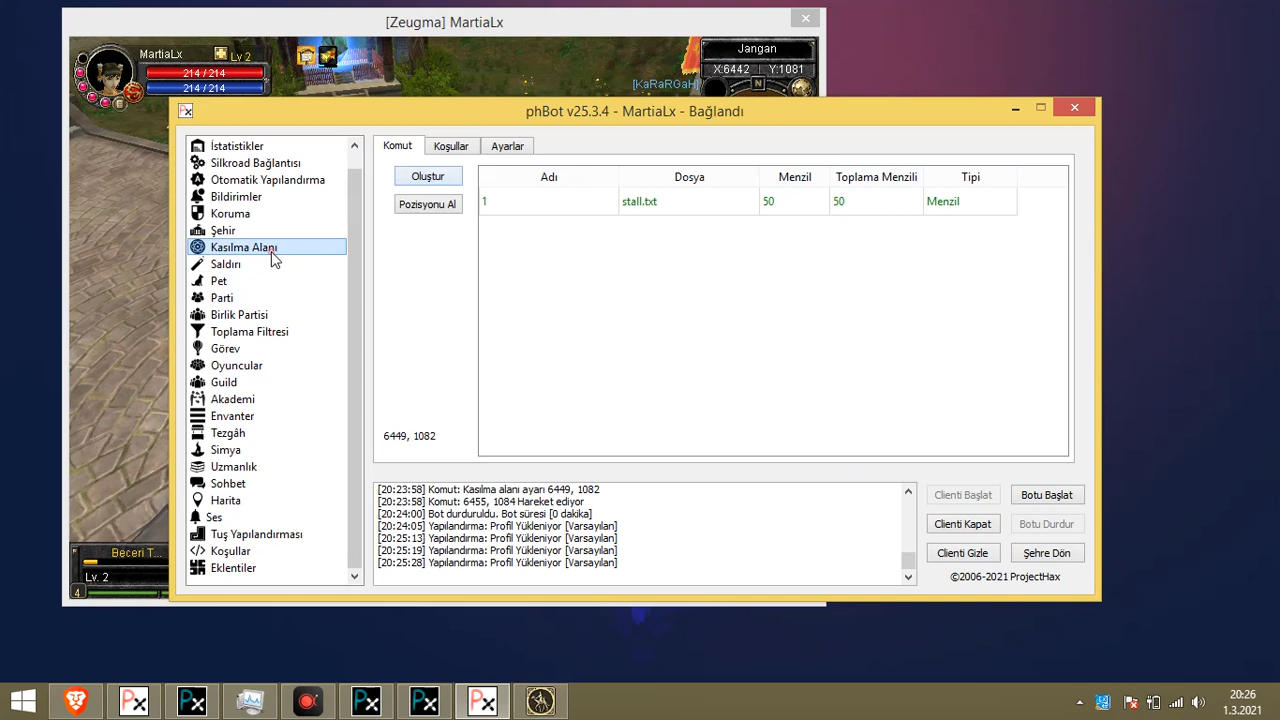 [Zeugma] MartiaLx
MartiaLx
Lv 2
214 / 214
214 / 214
Jangan
X:6442 Y:1081
N
[KaRaRGaH]
phBot v25.3.4 - MartiaLx - Bağlandı
İstatistikler
Silkroad Bağlantısı
Otomatik Yapılandırma
Bildirimler
Koruma
Şehir
Kasılma Alanı
Saldırı
Pet
Parti
Birlik Partisi
Toplama Filtresi
Görev
Oyuncular
Guild
Akademi
Envanter
Tezgâh
Simya
Uzmanlık
Sohbet
Harita
Ses
Tuş Yapılandırması
Koşullar
Eklentiler
Komut Koşullar Ayarlar
Oluştur
Pozisyonu Al
Adı Dosya Menzil Toplama Menzili Tipi
1 stall.txt 50 50 Menzil
6449, 1082
[20:23:58] Komut: Kasılma alanı ayarı 6449, 1082
[20:23:58] Komut: 6455, 1084 Hareket ediyor
[20:24:00] Bot durduruldu. Bot süresi [0 dakika]
[20:24:05] Yapılandırma: Profil Yükleniyor [Varsayılan]
[20:25:13] Yapılandırma: Profil Yükleniyor [Varsayılan]
[20:25:19] Yapılandırma: Profil Yükleniyor [Varsayılan]
[20:25:28] Yapılandırma: Profil Yükleniyor [Varsayılan]
Clienti Başlat Botu Başlat
Clienti Kapat Botu Durdur
Clienti Gizle Şehre Dön
©2006-2021 ProjectHax
Beceri T...
Lv. 2
4
20:26
1.3.2021